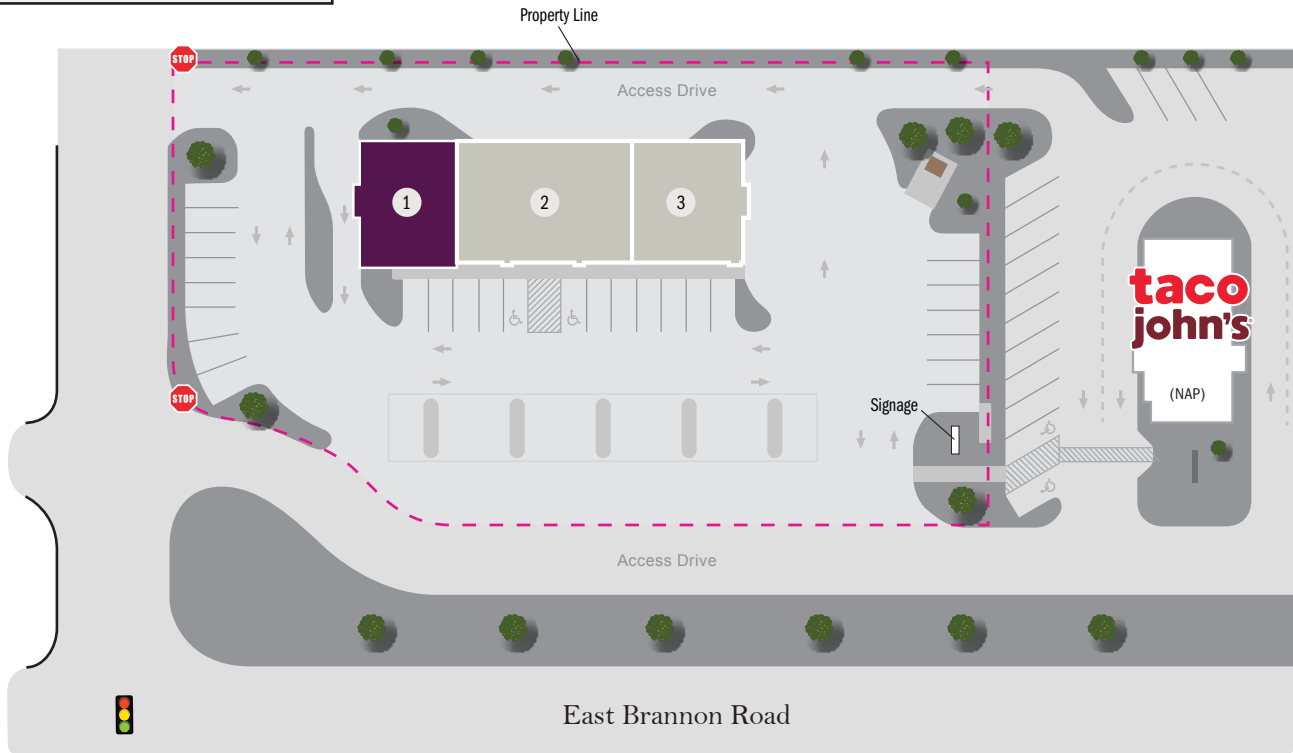 Property Line
STOP
Access Drive
1
2
3
taco
john's®
(NAP)
STOP
Signage
Access Drive
East Brannon Road